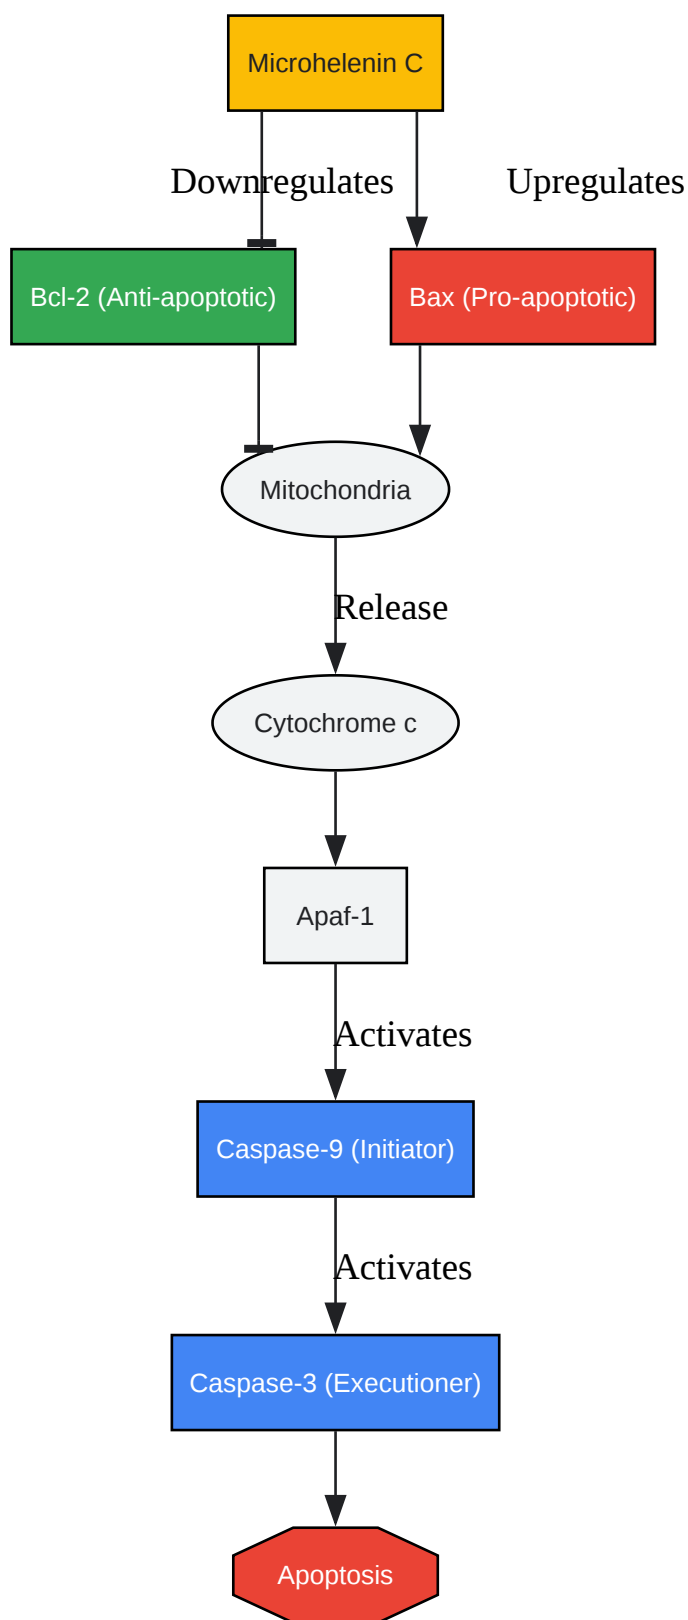 Microhelenin C
Downregulates
Upregulates
Bcl-2 (Anti-apoptotic)
Bax (Pro-apoptotic)
Mitochondria
Release
Cytochrome c
Apaf-1
Activates
Caspase-9 (Initiator)
Activates
Caspase-3 (Executioner)
Apoptosis